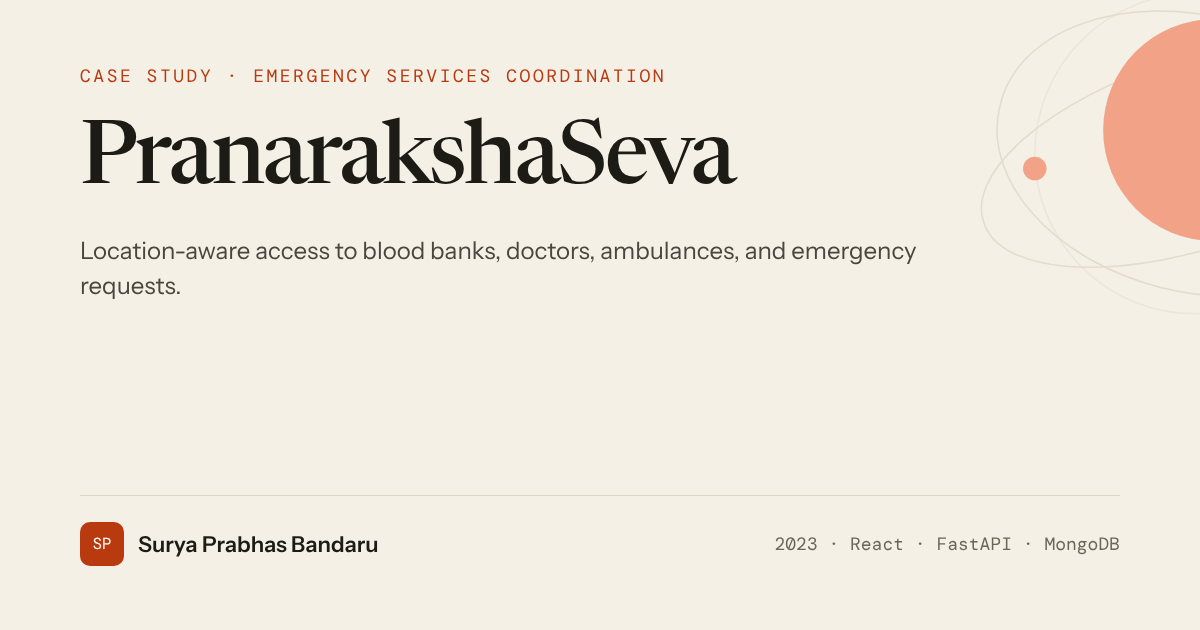 CASE STUDY · EMERGENCY SERVICES COORDINATION
PranarakshaSeva
Location-aware access to blood banks, doctors, ambulances, and emergency
requests.
SP
Surya Prabhas Bandaru
2023 · React · FastAPI · MongoDB